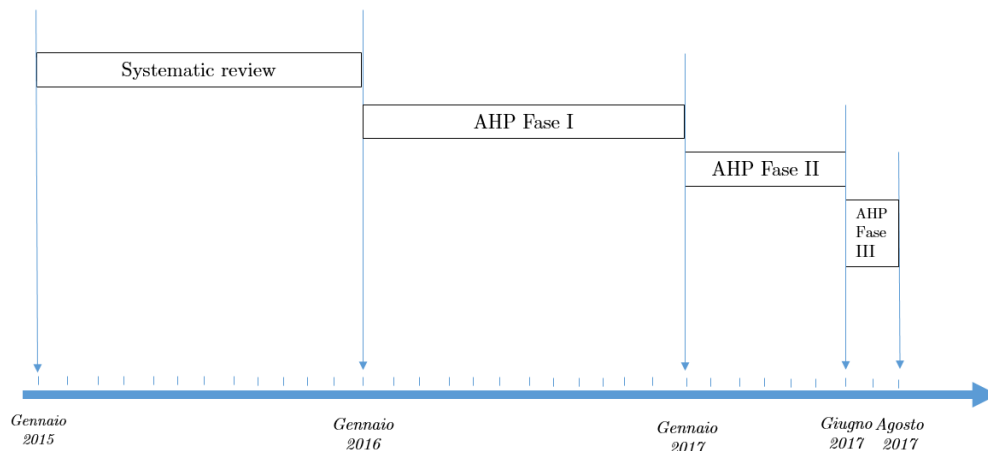 Systematic review
AHP Fase I
AHP Fase II
AHP
Fase
III
Gennaio
2015
Gennaio
2016
Gennaio
2017
Giugno
2017
Agosto
2017